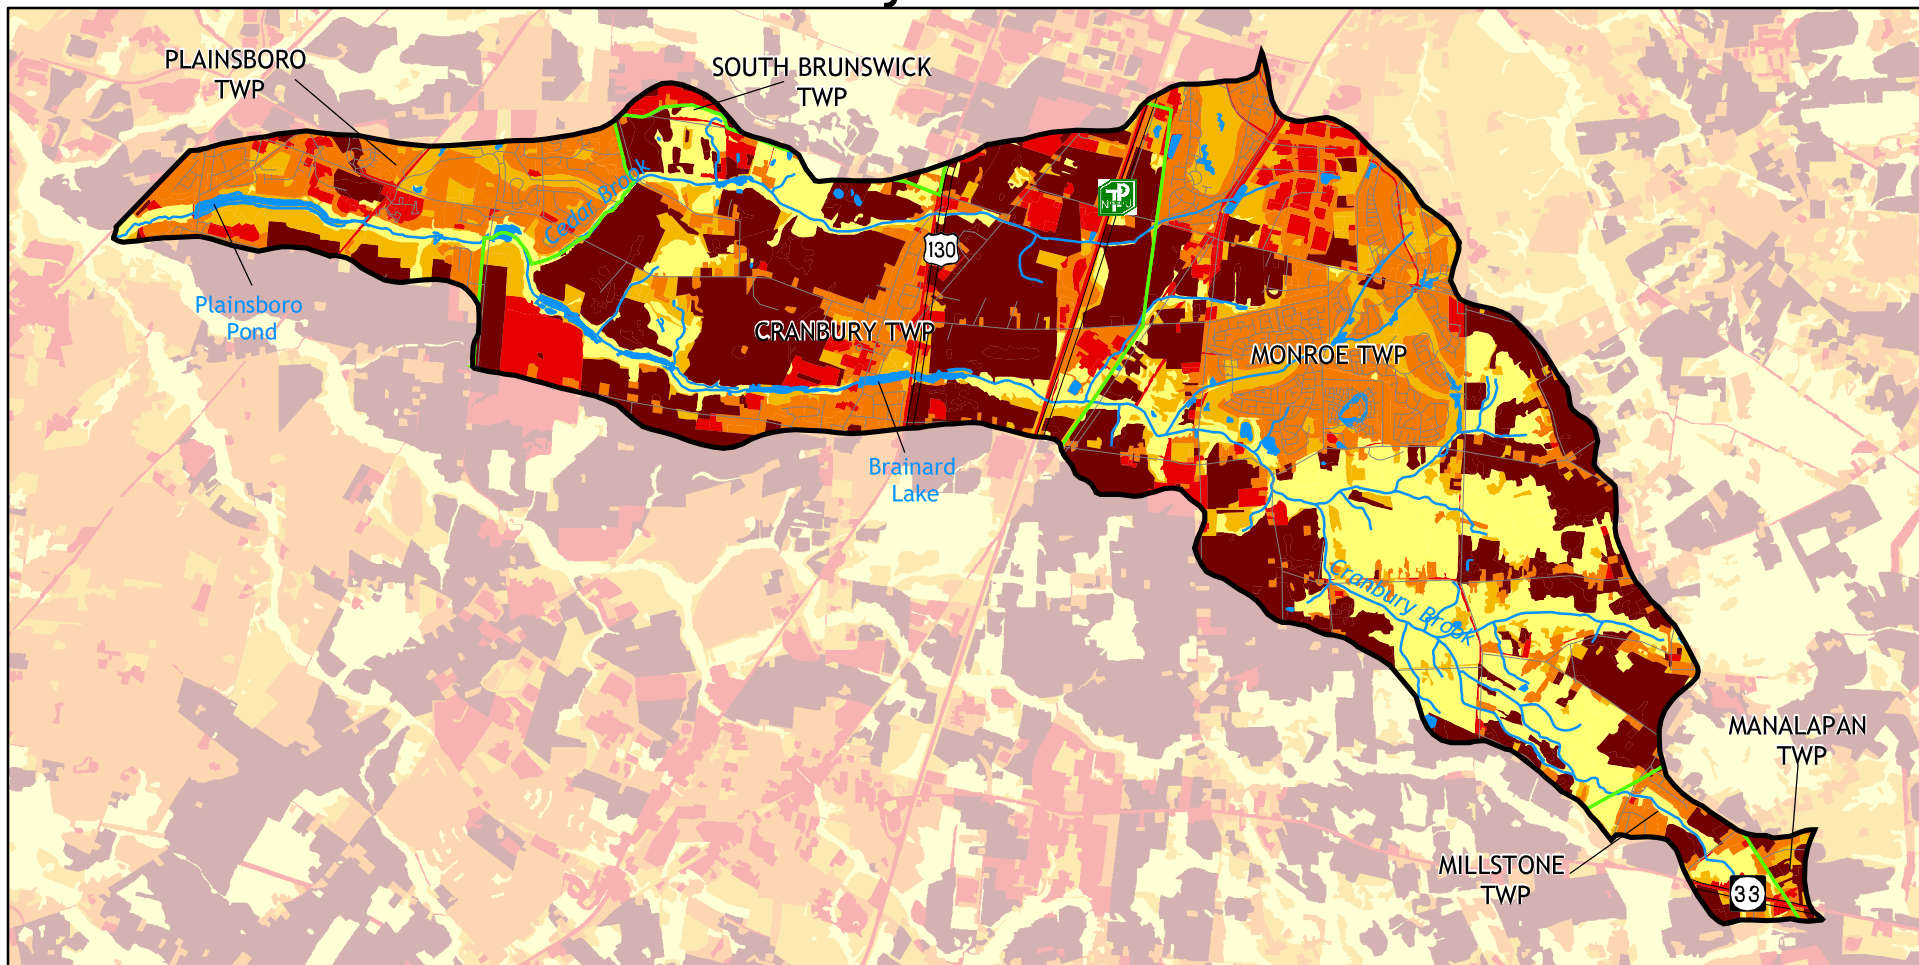 PLAINSBORO
TWP
SOUTH BRUNSWICK
TWP
Cedar Brook
TP
130
Plainsboro
Pond
CRANBURY TWP
MONROE TWP
Brainard
Lake
Cranbury Brook
MANALAPAN
TWP
MILLSTONE
TWP
33